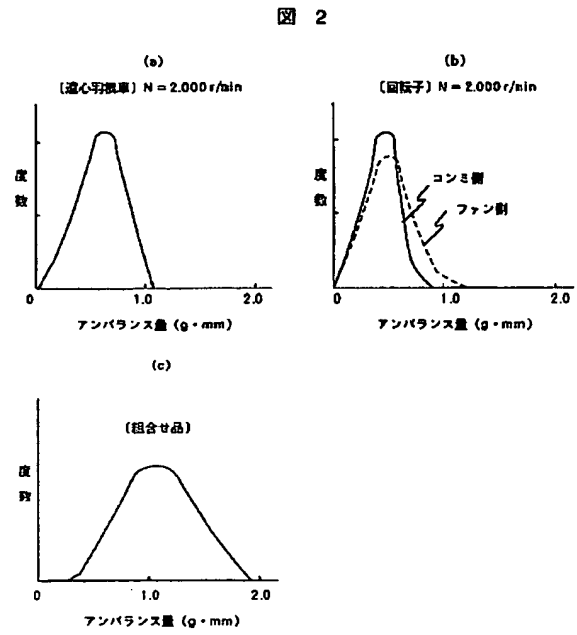 図 2
(a)
〔遠心羽根車〕N = 2.000 r/min
度数
0 1.0 2.0
アンバランス量 (g・mm)
(b)
〔回転子〕N = 2.000 r/min
度数
コンミ側
ファン側
0 1.0 2.0
アンバランス量 (g・mm)
(c)
〔組合せ品〕
度数
0 1.0 2.0
アンバランス量 (g・mm)